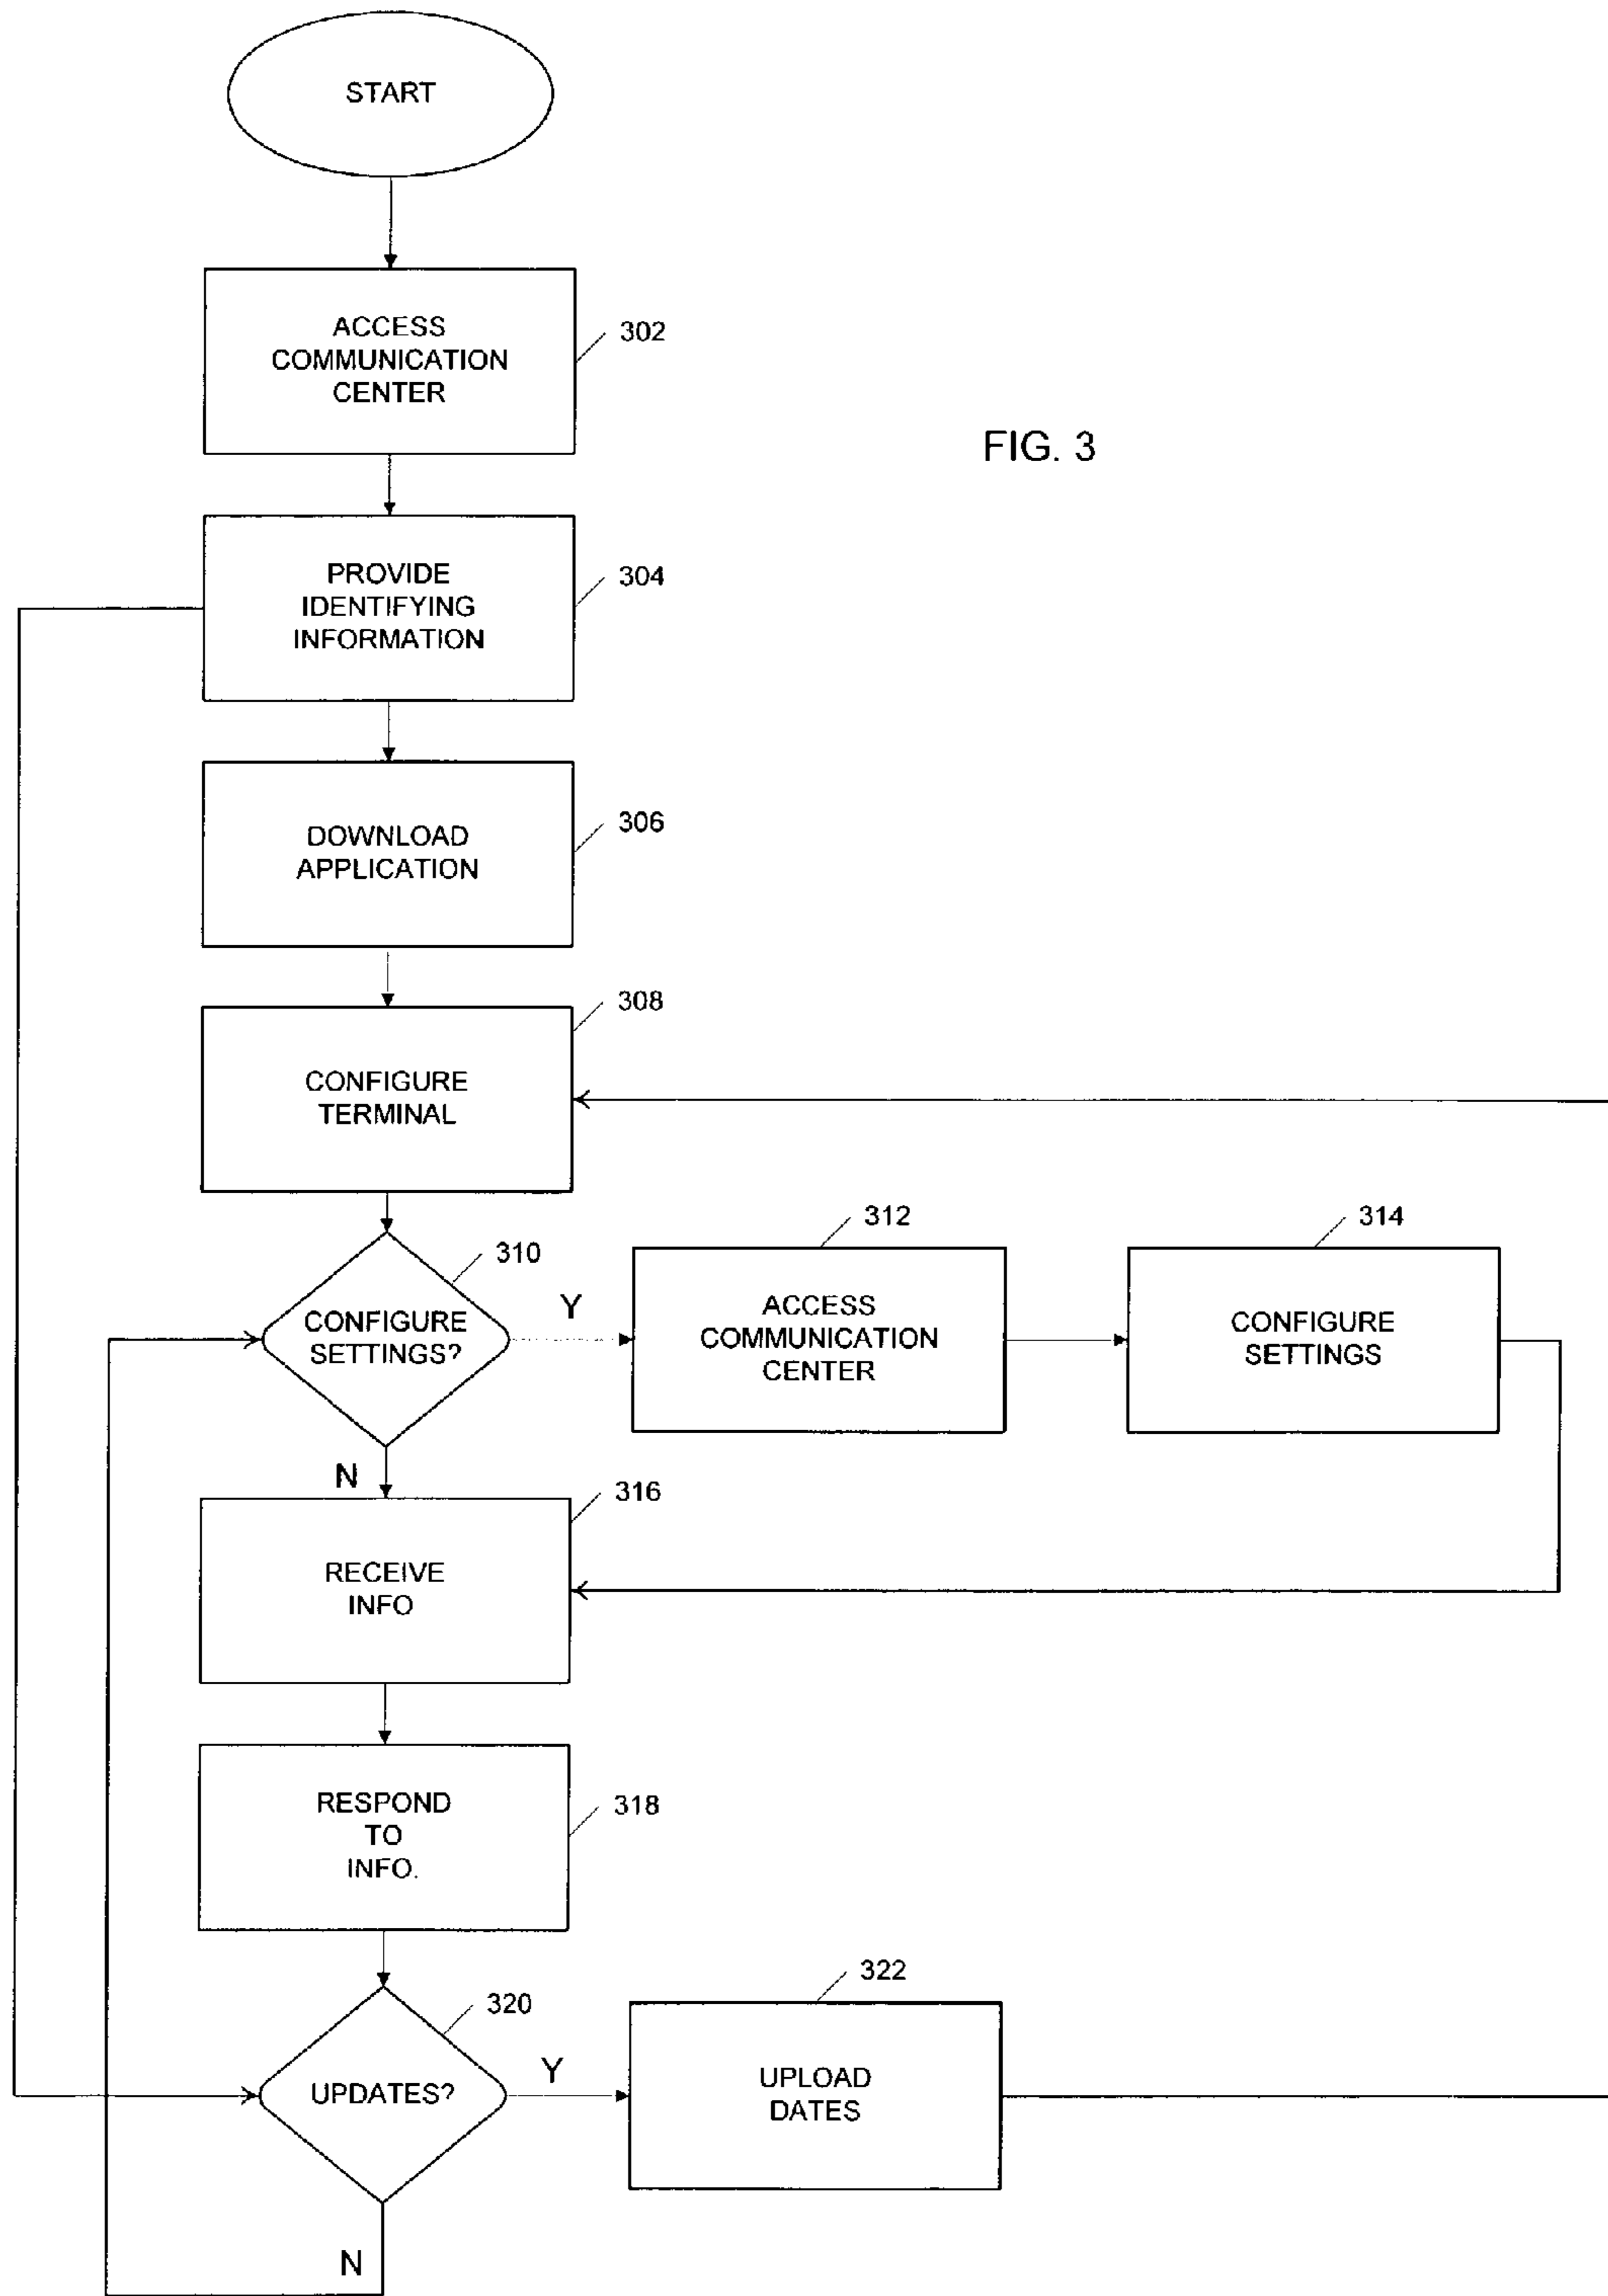 START
ACCESS
COMMUNICATION
CENTER
302
FIG. 3
PROVIDE
IDENTIFYING
INFORMATION
304
DOWNLOAD
APPLICATION
306
308
CONFIGURE
TERMINAL
310
CONFIGURE
SETTINGS?
Y
312
ACCESS
COMMUNICATION
CENTER
314
CONFIGURE
SETTINGS
N
316
RECEIVE
INFO
RESPOND
TO
INFO.
318
320
UPDATES?
Y
322
UPLOAD
DATES
N